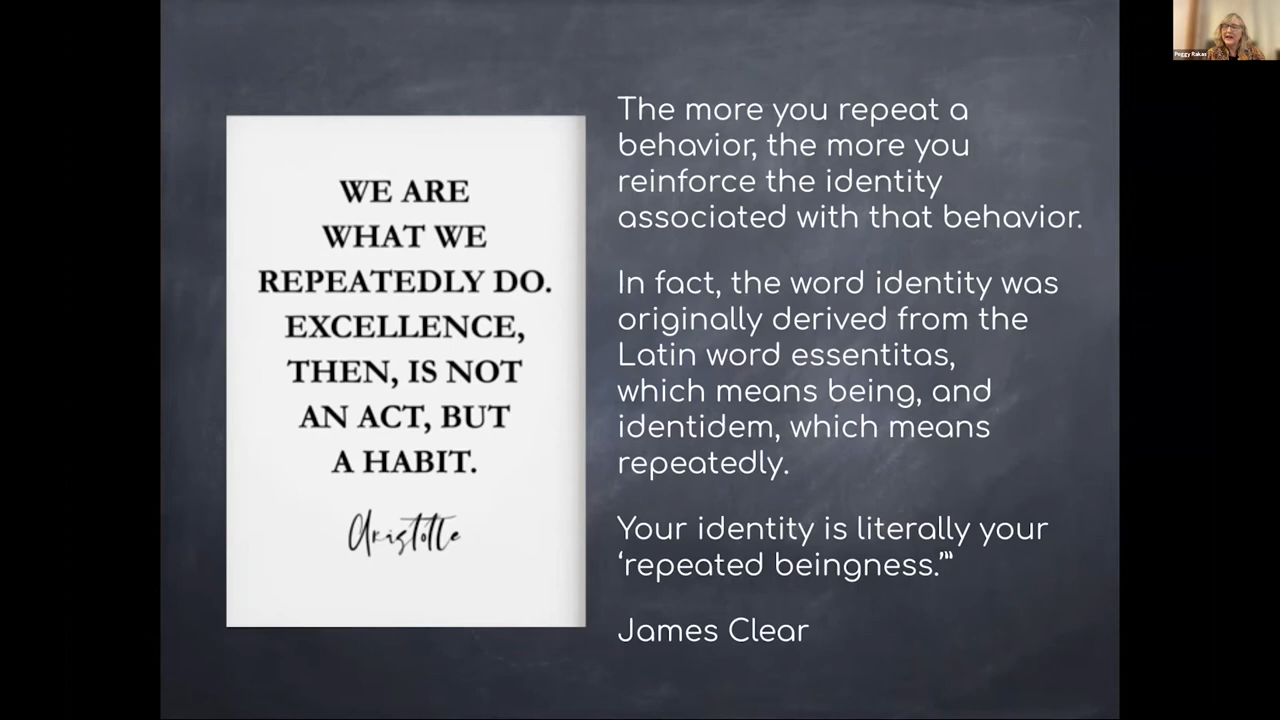 WE ARE
WHAT WE
REPEATEDLY DO.
EXCELLENCE,
THEN, IS NOT
AN ACT, BUT
A HABIT.
Aristotle
The more you repeat a
behavior, the more you
reinforce the identity
associated with that behavior.
In fact, the word identity was
originally derived from the
Latin word essentitas,
which means being, and
identidem, which means
repeatedly.
Your identity is literally your
‘repeated beingness.’”
James Clear
Peggy Rakas